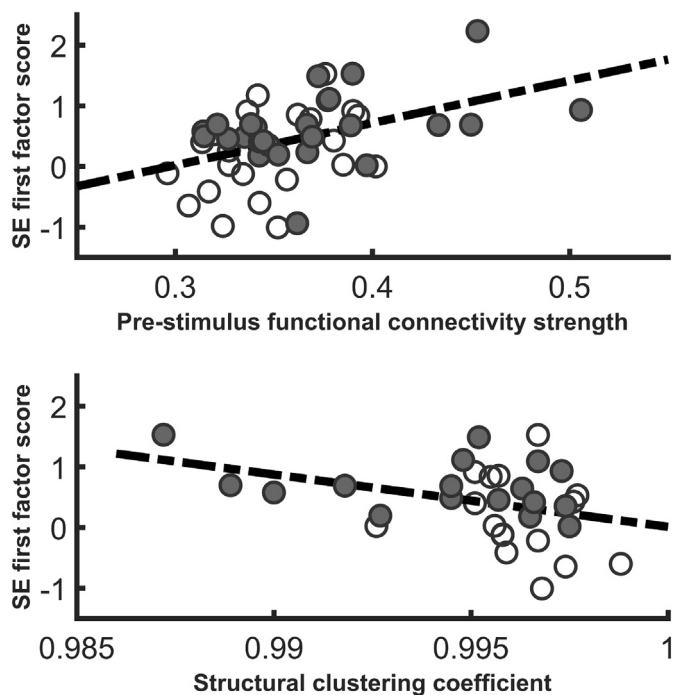 SE first factor score
2
1
0
-1
0.3 0.4 0.5
Pre-stimulus functional connectivity strength
SE first factor score
2
1
0
-1
0.985 0.99 0.995 1
Structural clustering coefficient